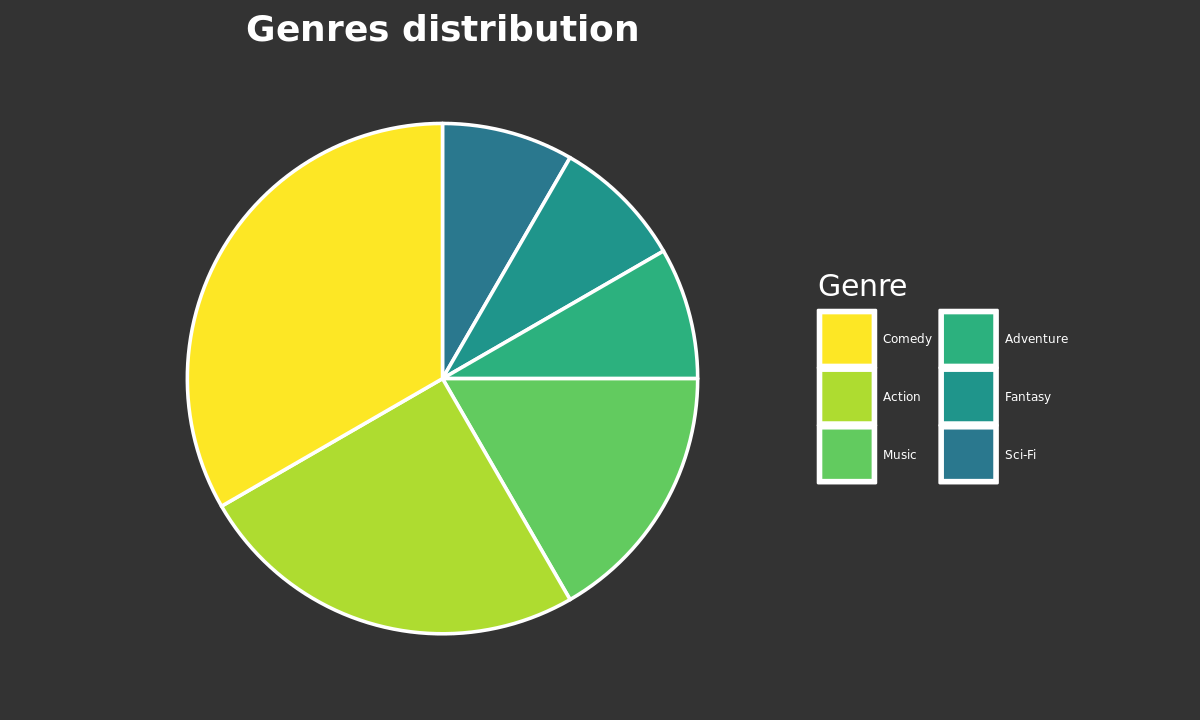 Genres distribution
Genre
Comedy
Action
Music
Adventure
Fantasy
Sci-Fi